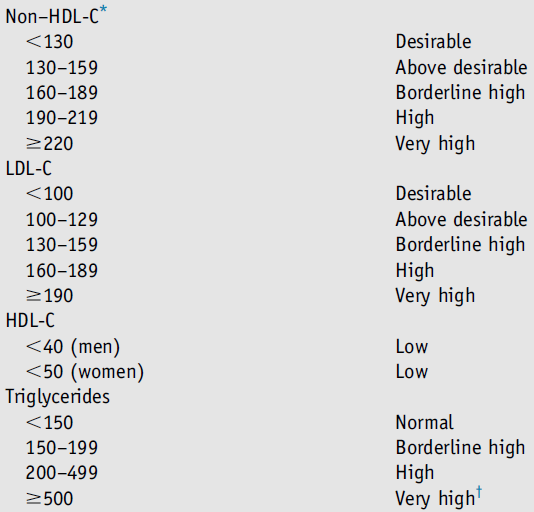 Non–HDL-C*
<130 Desirable
130–159 Above desirable
160–189 Borderline high
190–219 High
≥220 Very high
LDL-C
<100 Desirable
100–129 Above desirable
130–159 Borderline high
160–189 High
≥190 Very high
HDL-C
<40 (men) Low
<50 (women) Low
Triglycerides
<150 Normal
150–199 Borderline high
200–499 High
≥500 Very high†